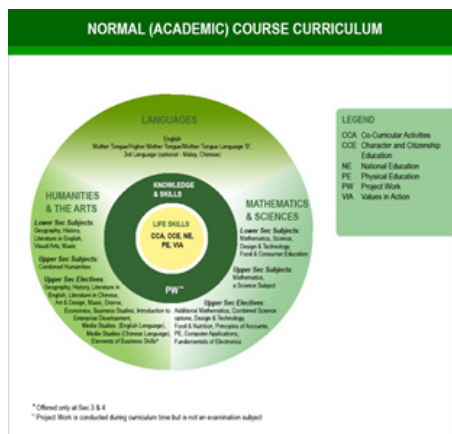 NORMAL (ACADEMIC) COURSE CURRICULUM
LANGUAGES
English
Mother Tongue/Higher Mother Tongue/Mother Tongue Language 'B',
3rd Language (optional - Malay, Chinese)
KNOWLEDGE
& SKILLS
LIFE SKILLS
CCA, CCE, NE,
PE, VIA
PW~
HUMANITIES
& THE ARTS
Lower Sec Subjects:
Geography, History,
Literature in English,
Visual Arts, Music
Upper Sec Subjects:
Combined Humanities
Upper Sec Electives:
Geography, History, Literature in
English, Literature in Chinese,
Art & Design, Music, Drama,
Economics, Business Studies, Introduction to
Enterprise Development,
Media Studies (English Language),
Media Studies (Chinese Language),
Elements of Business Skills^
MATHEMATICS
& SCIENCES
Lower Sec Subjects:
Mathematics, Science,
Design & Technology,
Food & Consumer Education
Upper Sec Subjects:
Mathematics,
a Science Subject
Upper Sec Electives:
Additional Mathematics, Combined Science
options, Design & Technology,
Food & Nutrition, Principles of Accounts,
PE, Computer Applications,
Fundamentals of Electronics
LEGEND
CCA Co-Curricular Activities
CCE Character and Citizenship
Education
NE National Education
PE Physical Education
PW Project Work
VIA Values in Action
^ Offered only at Sec 3 & 4
~ Project Work is conducted during curriculum time but is not an examination subject